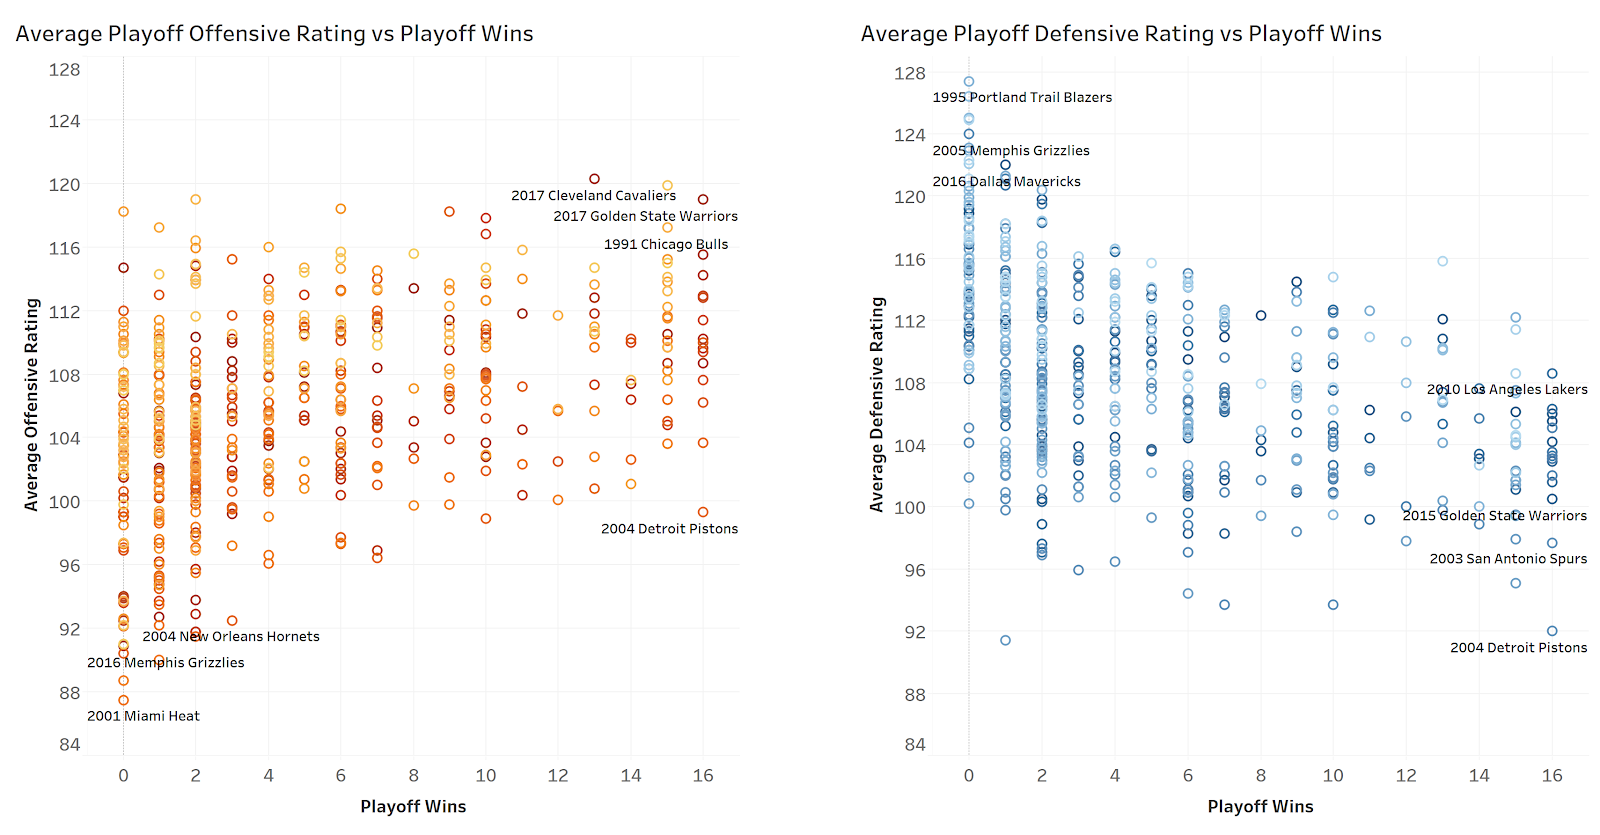 Average Playoff Offensive Rating vs Playoff Wins
128
124
120
116
112
108
104
100
96
92
88
84
Average Offensive Rating
2017 Cleveland Cavaliers
2017 Golden State Warriors
1991 Chicago Bulls
2004 Detroit Pistons
2004 New Orleans Hornets
2016 Memphis Grizzlies
2001 Miami Heat
0 2 4 6 8 10 12 14 16
Playoff Wins
Average Playoff Defensive Rating vs Playoff Wins
128
124
120
116
112
108
104
100
96
92
88
84
Average Defensive Rating
1995 Portland Trail Blazers
2005 Memphis Grizzlies
2016 Dallas Mavericks
2010 Los Angeles Lakers
2015 Golden State Warriors
2003 San Antonio Spurs
2004 Detroit Pistons
0 2 4 6 8 10 12 14 16
Playoff Wins